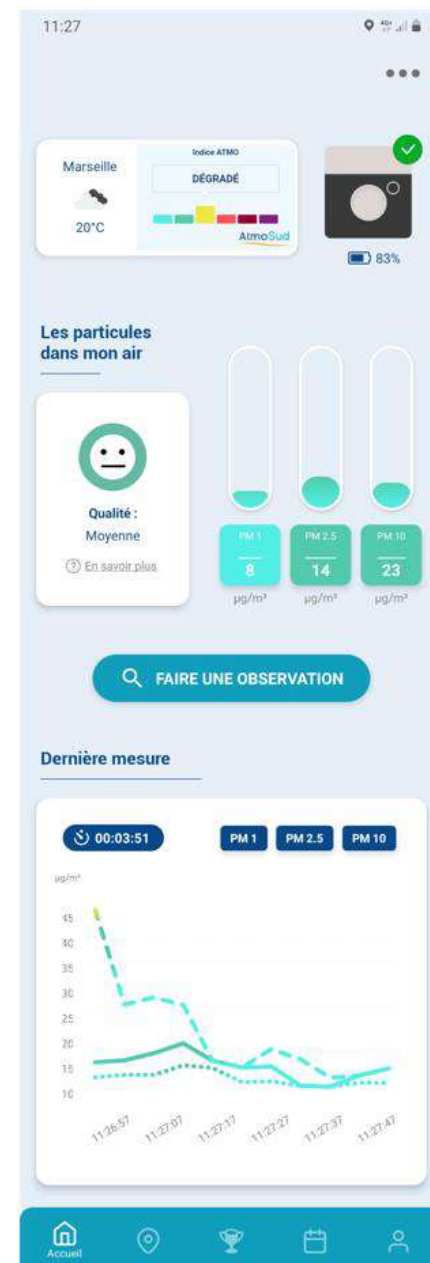 11:27
4G+
Marseille
20°C
Indice ATMO
DÉGRADÉ
AtmoSud
83%
Les particules
dans mon air
Qualité :
Moyenne
? En savoir plus
PM 1
8
µg/m³
PM 2.5
14
µg/m³
PM 10
23
µg/m³
FAIRE UNE OBSERVATION
Dernière mesure
00:03:51
PM 1
PM 2.5
PM 10
µg/m³
45
40
35
30
25
20
15
10
11:26:57
11:27:07
11:27:17
11:27:27
11:27:37
11:27:47
Accueil